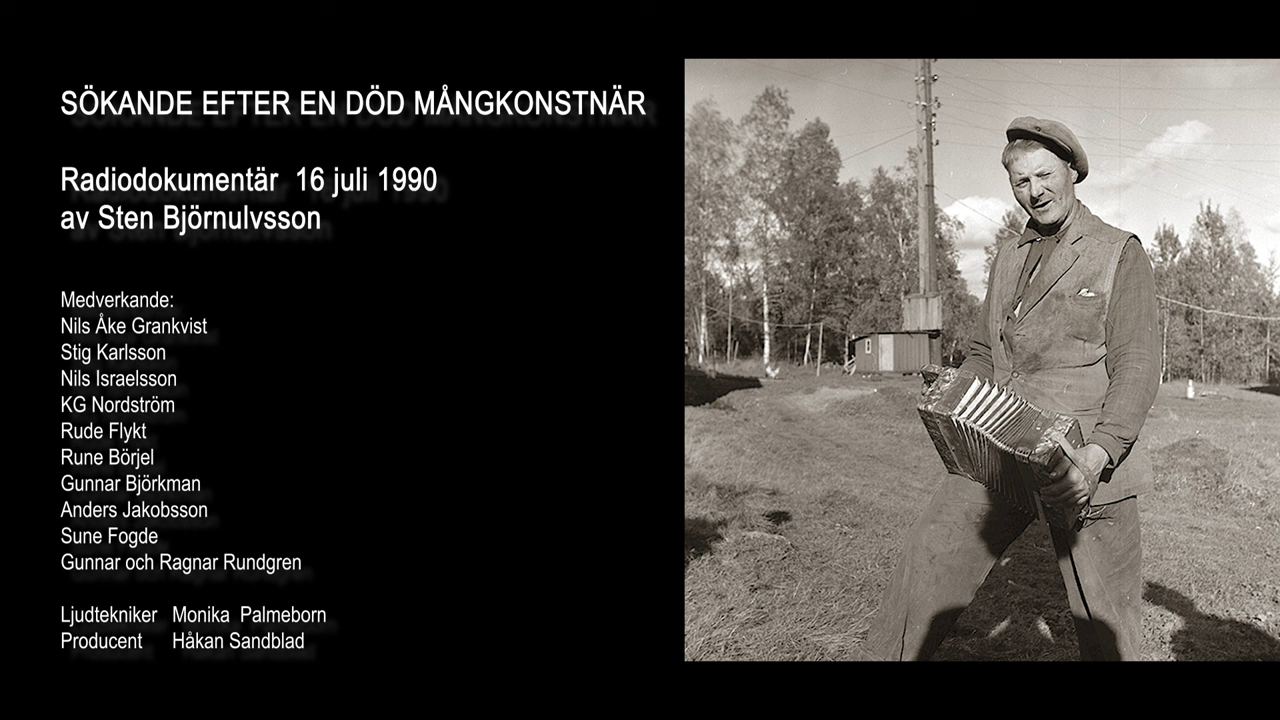 SÖKANDE EFTER EN DÖD MÅNGKONSTNÄR
Radiodokumentär 16 juli 1990
av Sten Björnulvsson
Medverkande:
Nils Åke Grankvist
Stig Karlsson
Nils Israelsson
KG Nordström
Rude Flykt
Rune Börjel
Gunnar Björkman
Anders Jakobsson
Sune Fogde
Gunnar och Ragnar Rundgren
Ljudtekniker Monika Palmeborn
Producent Håkan Sandblad